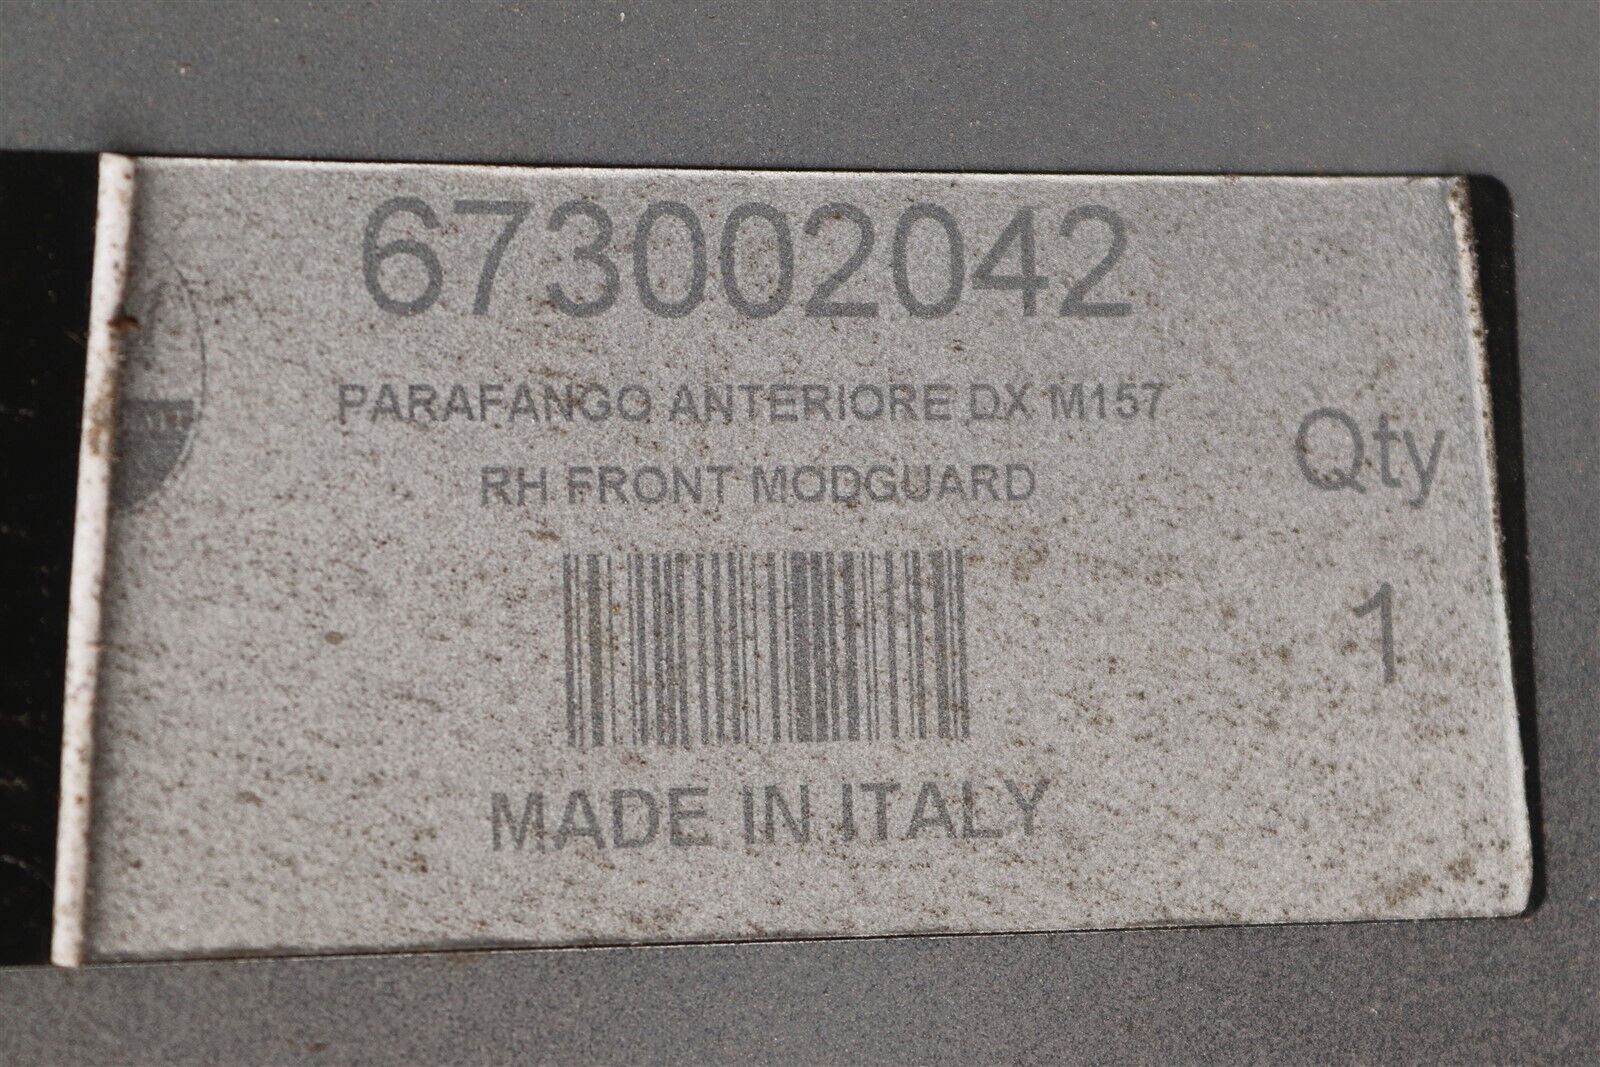 673002042
PARAFANGO ANTERIORE DX M157
RH FRONT MODGUARD
Qty
1
MADE IN ITALY